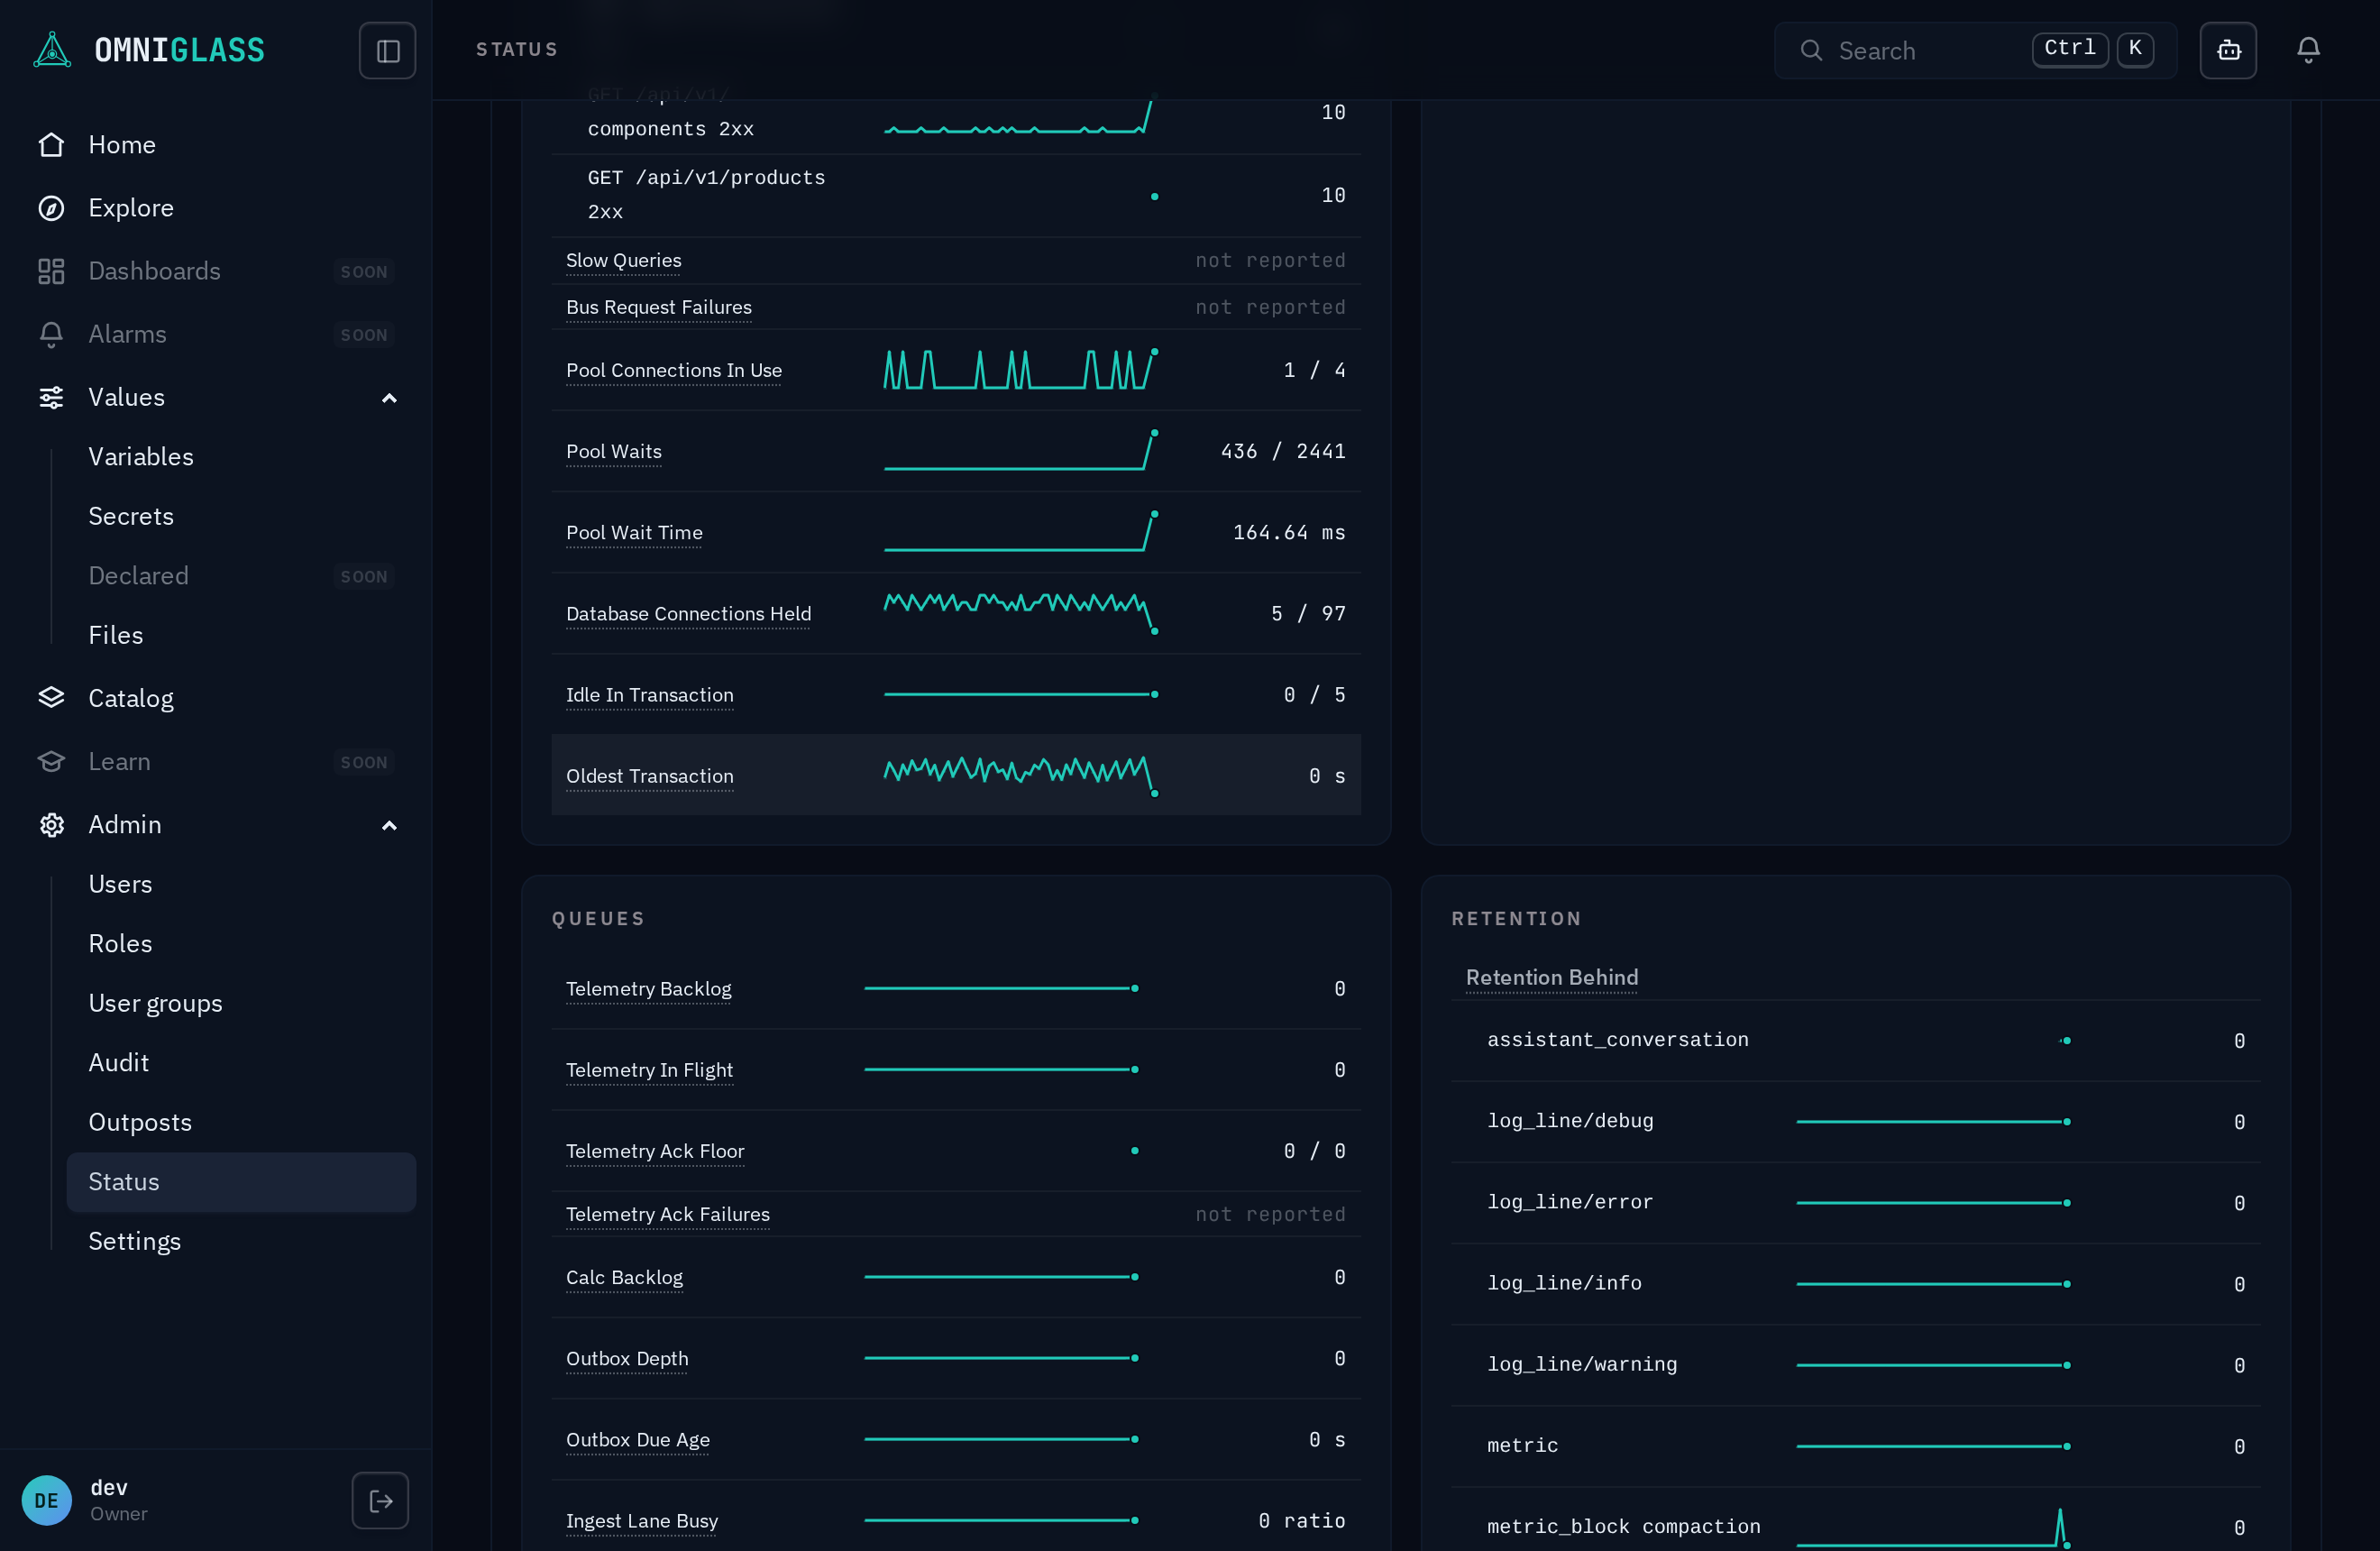 OMNIGLASS
STATUS
Search
Ctrl K
Home
Explore
Dashboards SOON
Alarms SOON
Values
Variables
Secrets
Declared SOON
Files
Catalog
Learn SOON
Admin
Users
Roles
User groups
Audit
Outposts
Status
Settings
DE
dev
Owner
GET /api/v1/
components 2xx
10
GET /api/v1/products
2xx
10
Slow Queries not reported
Bus Request Failures not reported
Pool Connections In Use 1 / 4
Pool Waits 436 / 2441
Pool Wait Time 164.64 ms
Database Connections Held 5 / 97
Idle In Transaction 0 / 5
Oldest Transaction 0 s
QUEUES
Telemetry Backlog 0
Telemetry In Flight 0
Telemetry Ack Floor 0 / 0
Telemetry Ack Failures not reported
Calc Backlog 0
Outbox Depth 0
Outbox Due Age 0 s
Ingest Lane Busy 0 ratio
RETENTION
Retention Behind
assistant_conversation 0
log_line/debug 0
log_line/error 0
log_line/info 0
log_line/warning 0
metric 0
metric_block compaction 0